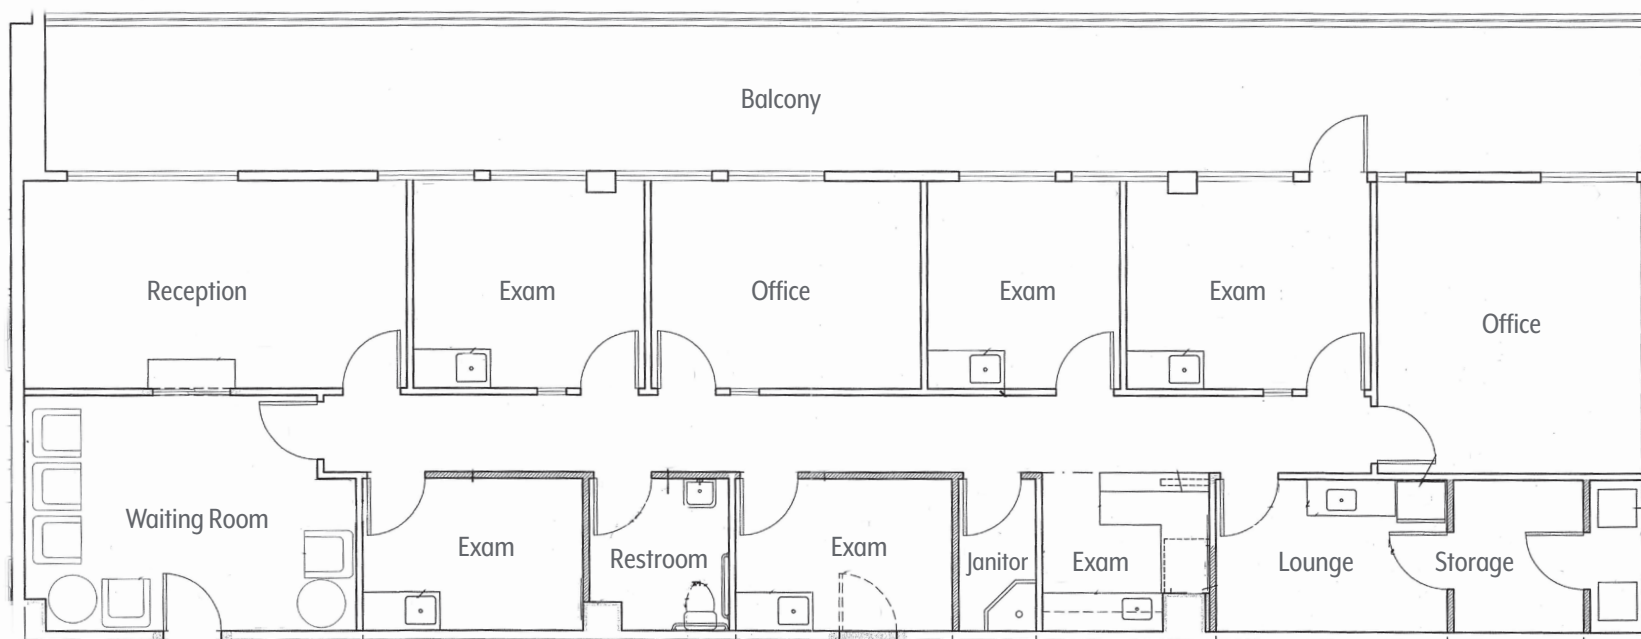 Balcony
Reception
Exam
Office
Exam
Exam
Office
Waiting Room
Exam
Restroom
Exam
Janitor
Exam
Lounge
Storage